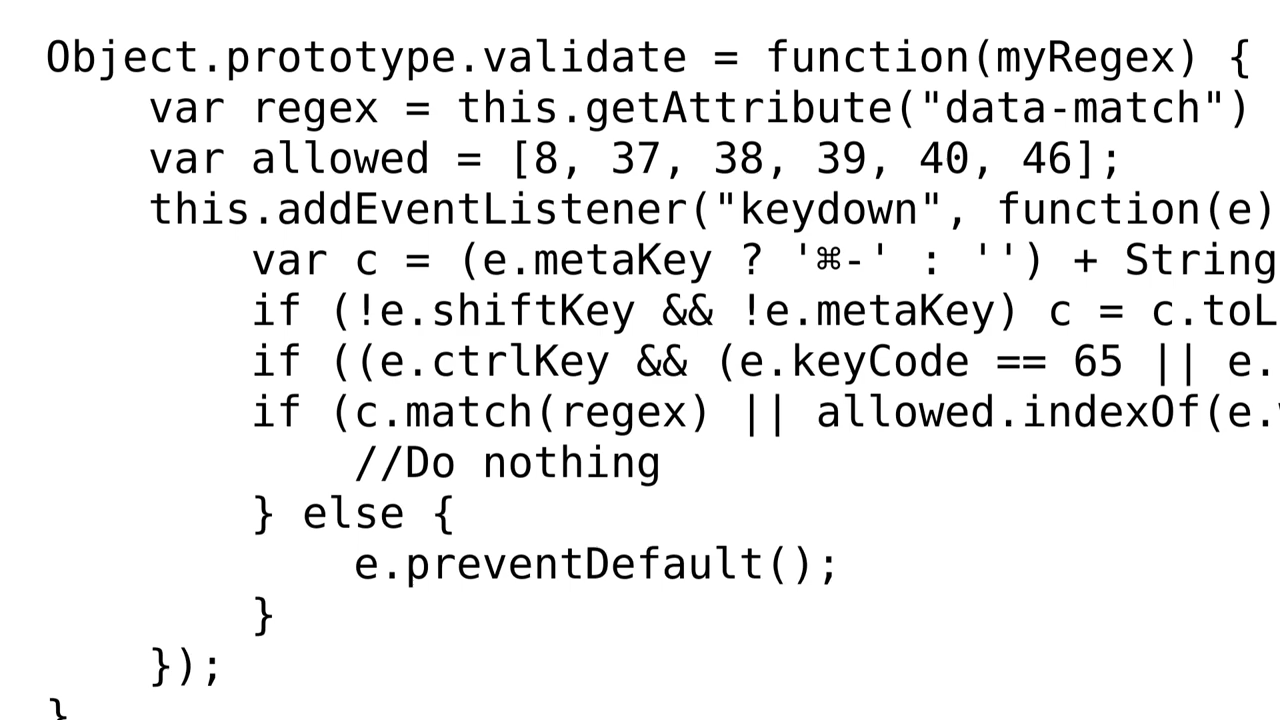 Object.prototype.validate = function(myRegex) {
    var regex = this.getAttribute("data-match")
    var allowed = [8, 37, 38, 39, 40, 46];
    this.addEventListener("keydown", function(e)
        var c = (e.metaKey ? '⌘-' : '') + String
        if (!e.shiftKey && !e.metaKey) c = c.toL
        if ((e.ctrlKey && (e.keyCode == 65 || e.
        if (c.match(regex) || allowed.indexOf(e.
            //Do nothing
        } else {
            e.preventDefault();
        }
    });
}